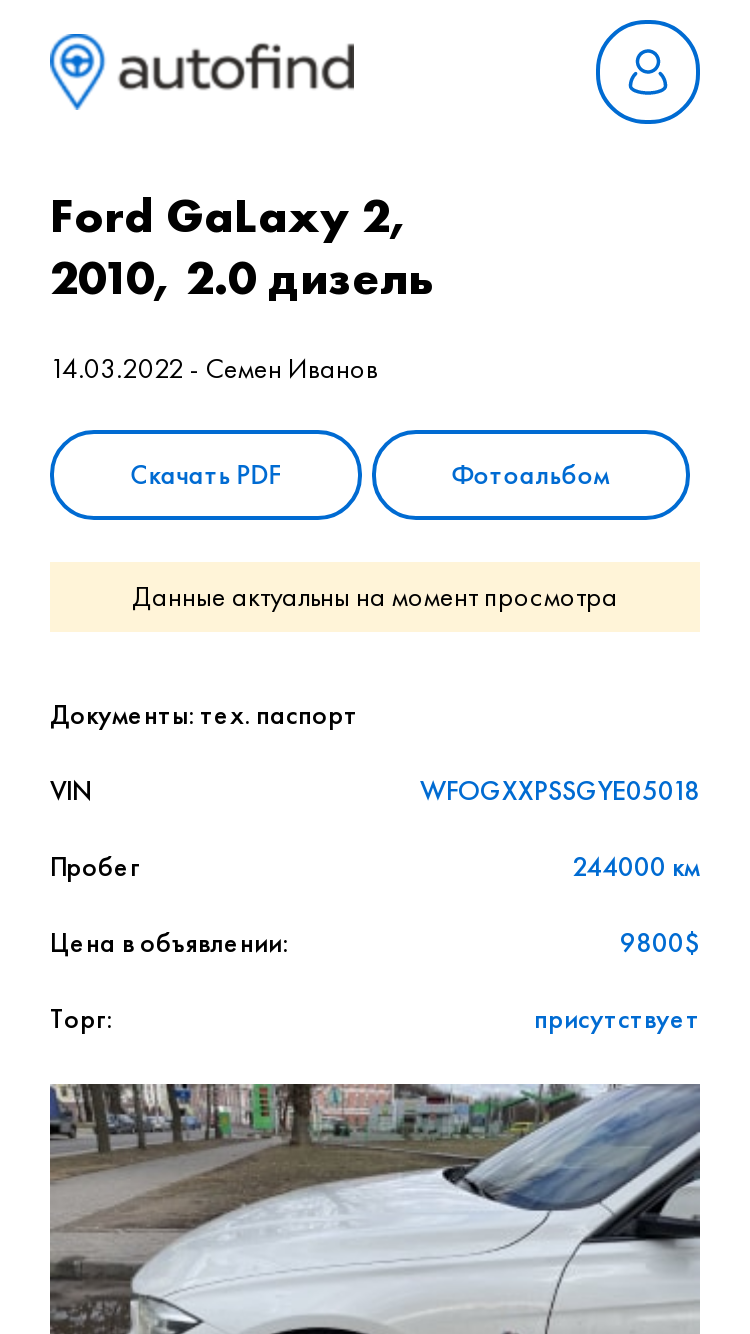 autofind
Ford GaLaxy 2,
2010, 2.0 дизель
14.03.2022 - Семен Иванов
Скачать PDF
Фотоальбом
Данные актуальны на момент просмотра
Документы: тех. паспорт
VIN WFOGXXPSSGYE05018
Пробег 244000 км
Цена в объявлении: 9800$
Торг: присутствует